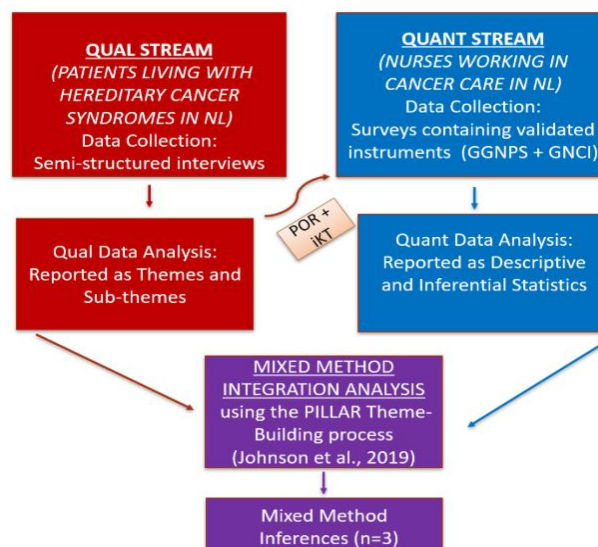 QUAL STREAM
(PATIENTS LIVING WITH
HEREDITARY CANCER
SYNDROMES IN NL)
Data Collection:
Semi-structured interviews
QUANT STREAM
(NURSES WORKING IN
CANCER CARE IN NL)
Data Collection:
Surveys containing validated
instruments (GGNPS + GNCI)
POR +
iKT
Qual Data Analysis:
Reported as Themes and
Sub-themes
Quant Data Analysis:
Reported as Descriptive
and Inferential Statistics
MIXED METHOD
INTEGRATION ANALYSIS
using the PILLAR Theme-
Building process
(Johnson et al., 2019)
Mixed Method
Inferences (n=3)